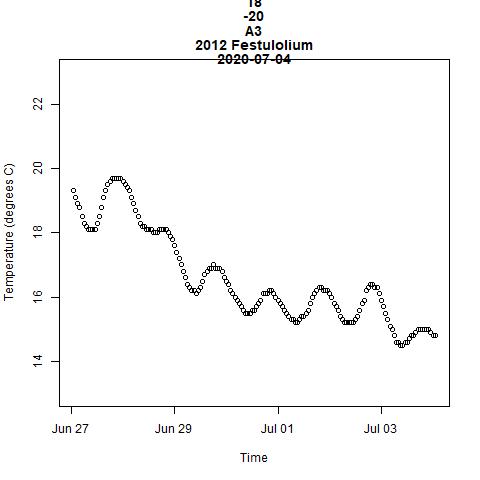 18
-20
A3
2012 Festulolium
2020-07-04
Temperature (degrees C)
22
20
18
16
14
Jun 27
Jun 29
Jul 01
Jul 03
Time